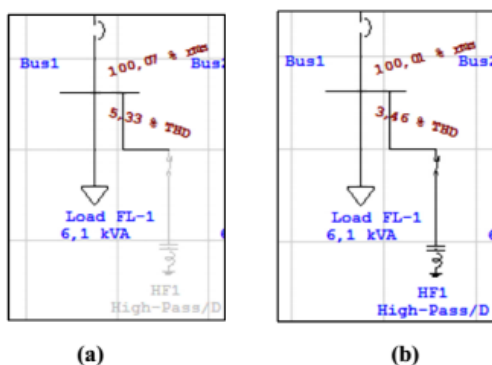 Bus1
100,07 % rms
Bus2
5,33 % THD
Load FL-1
6,1 kVA
HF1
High-Pass/D
(a)
Bus1
100,01 % rms
Bus2
3,46 % THD
Load FL-1
6,1 kVA
HF1
High-Pass/D
(b)